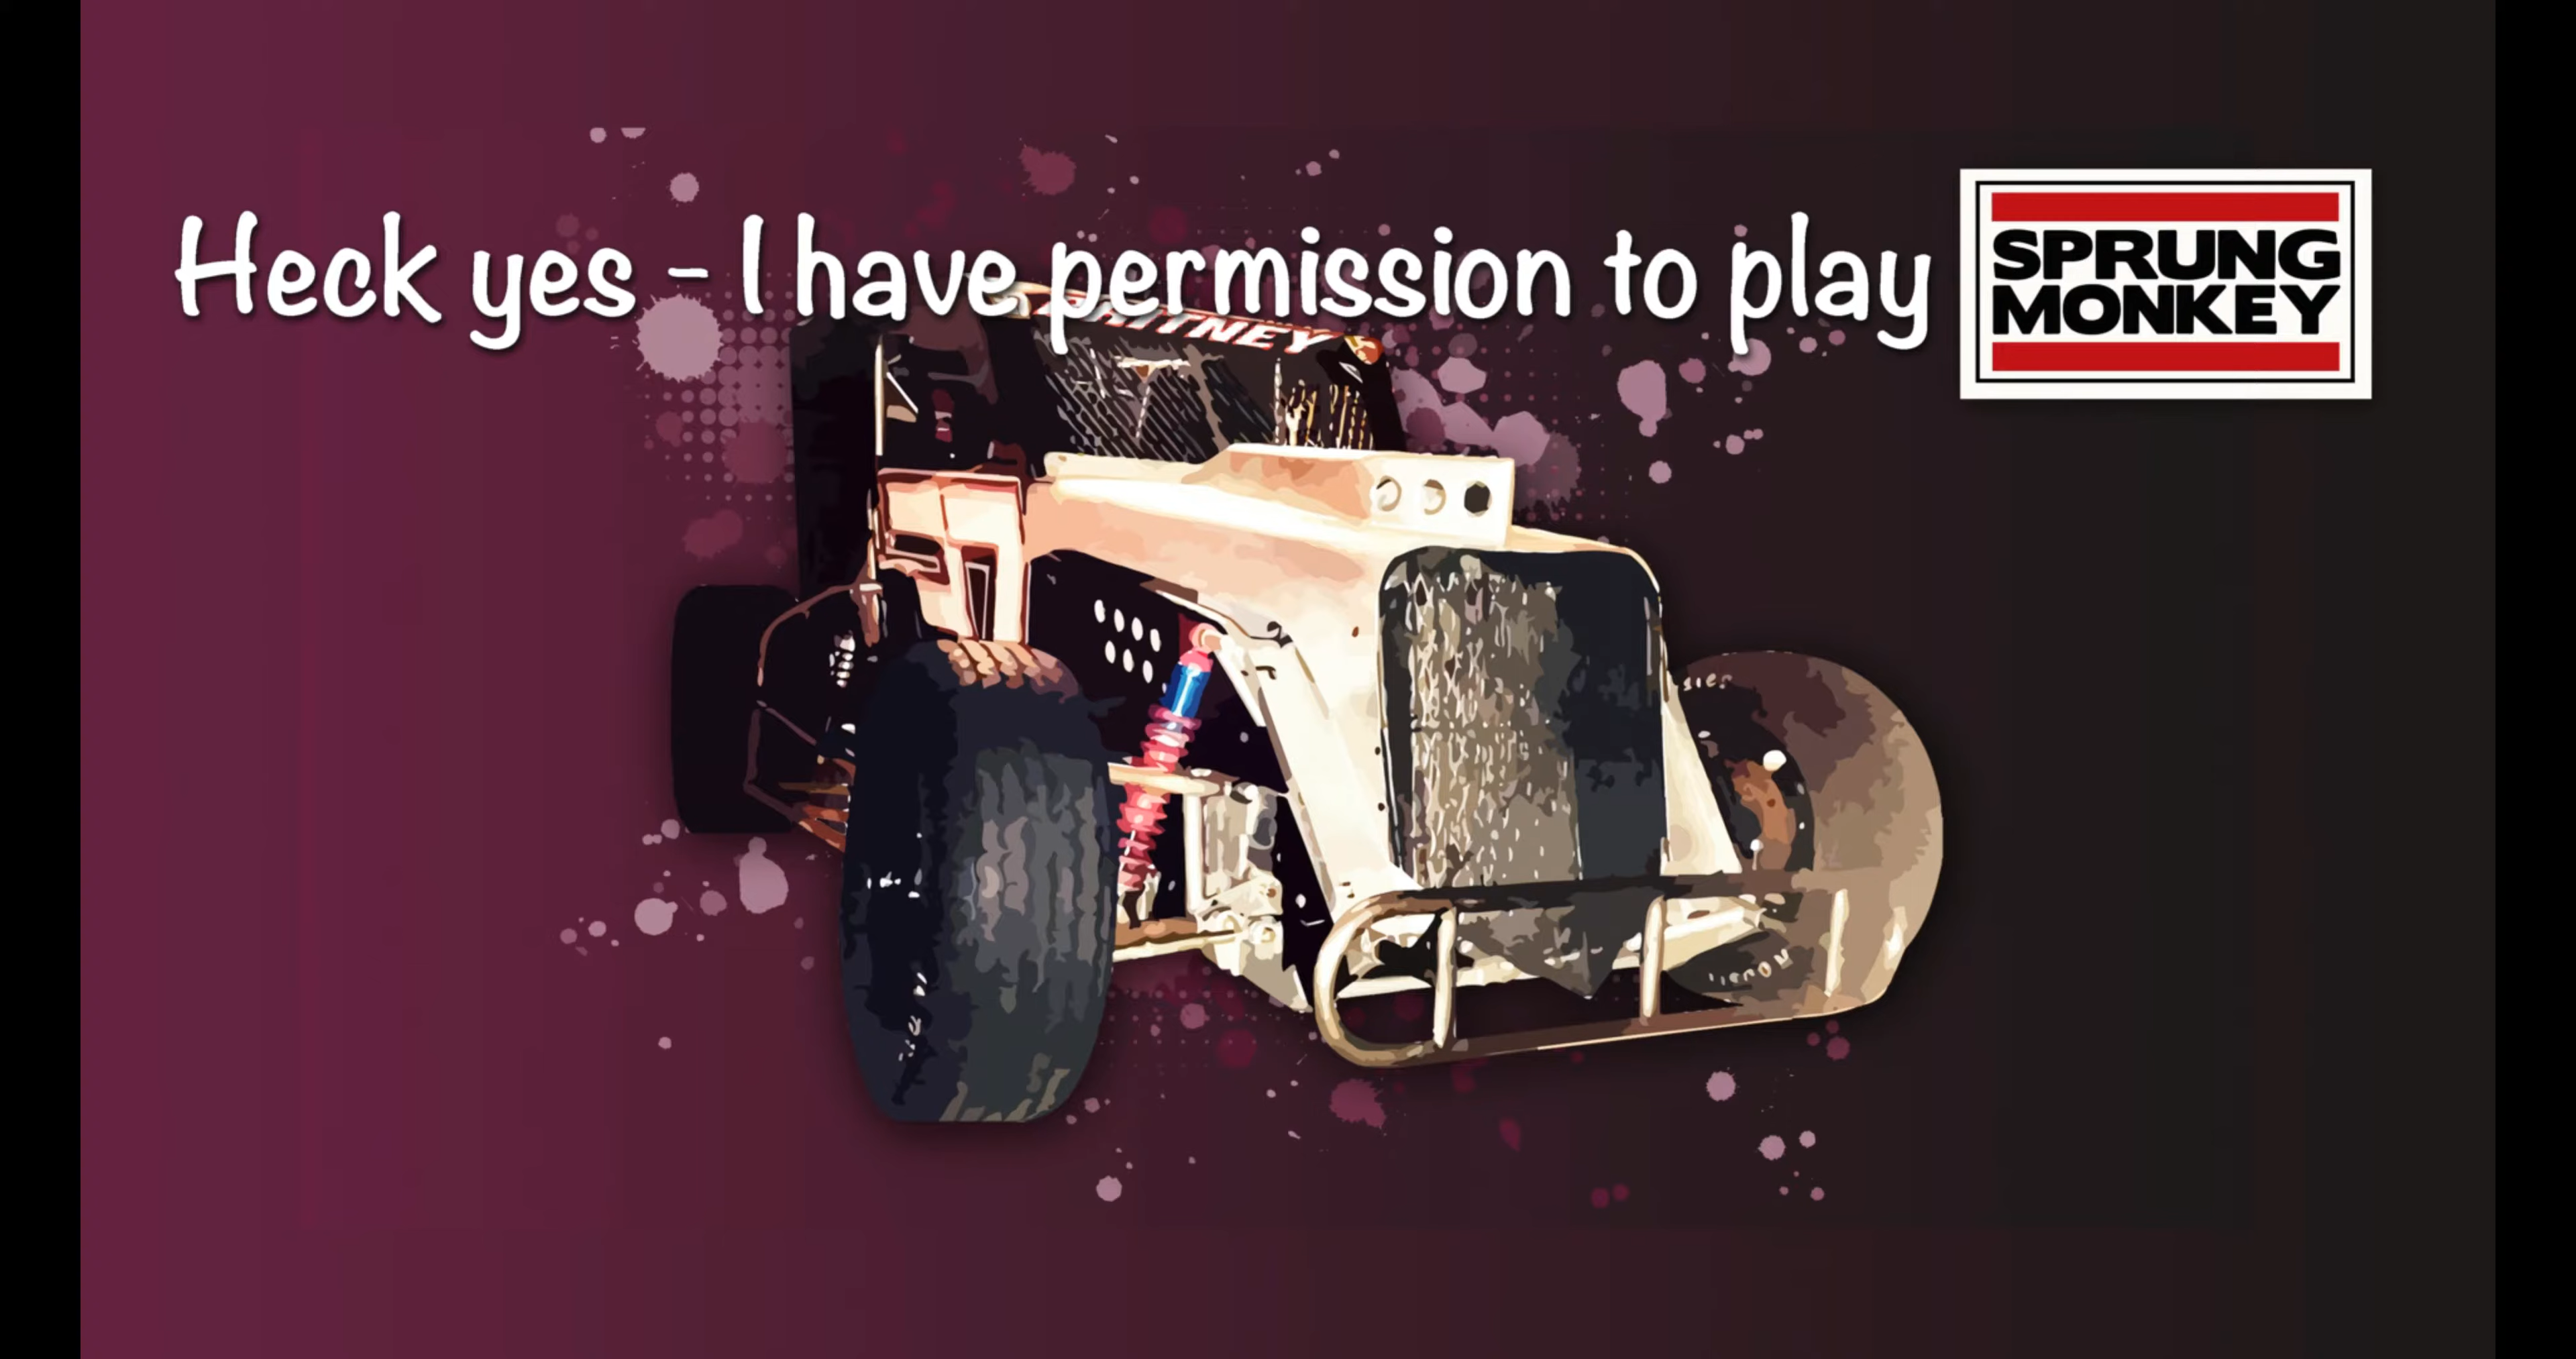 Heck yes - I have permission to play
SPRUNG
MONKEY